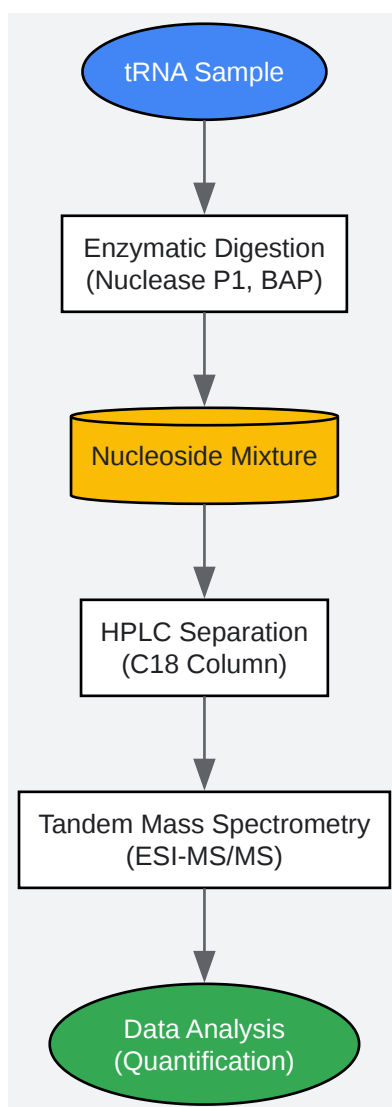 tRNA Sample
Enzymatic Digestion
(Nuclease P1, BAP)
Nucleoside Mixture
HPLC Separation
(C18 Column)
Tandem Mass Spectrometry
(ESI-MS/MS)
Data Analysis
(Quantification)